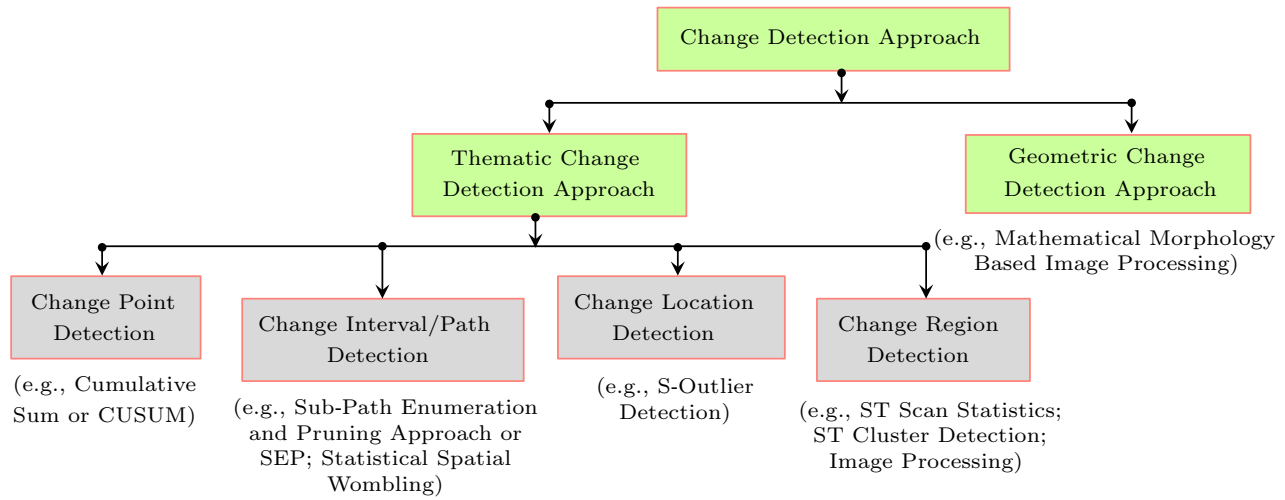 Change Detection Approach
Thematic Change
Detection Approach
Geometric Change
Detection Approach
(e.g., Mathematical Morphology
Based Image Processing)
Change Point
Detection
(e.g., Cumulative
Sum or CUSUM)
Change Interval/Path
Detection
(e.g., Sub-Path Enumeration
and Pruning Approach or
SEP; Statistical Spatial
Wombling)
Change Location
Detection
(e.g., S-Outlier
Detection)
Change Region
Detection
(e.g., ST Scan Statistics;
ST Cluster Detection;
Image Processing)